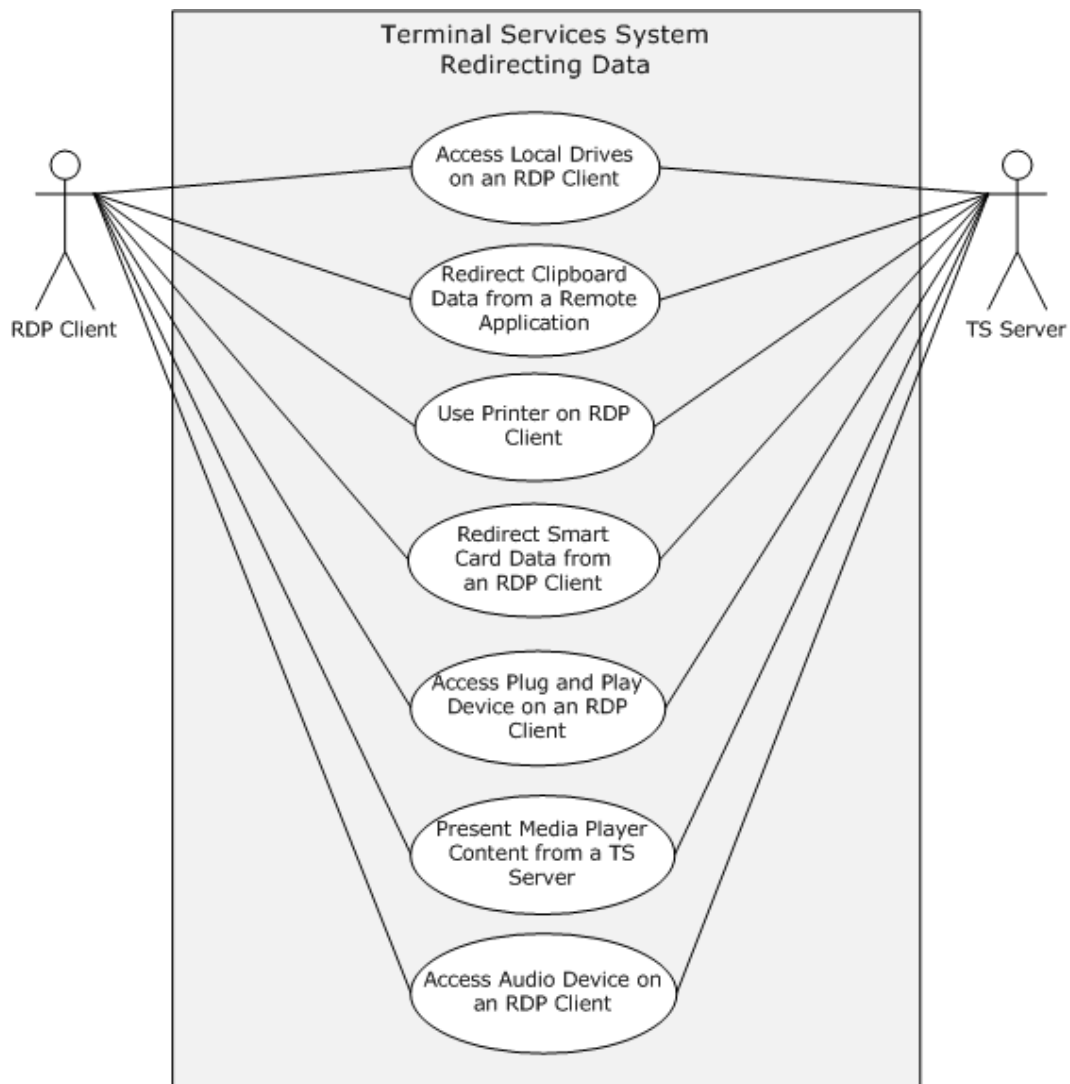 Terminal Services System
Redirecting Data
Access Local Drives
on an RDP Client
RDP Client
TS Server
Redirect Clipboard
Data from a Remote
Application
Use Printer on RDP
Client
Redirect Smart
Card Data from
an RDP Client
Access Plug and Play
Device on an RDP
Client
Present Media Player
Content from a TS
Server
Access Audio Device on
an RDP Client